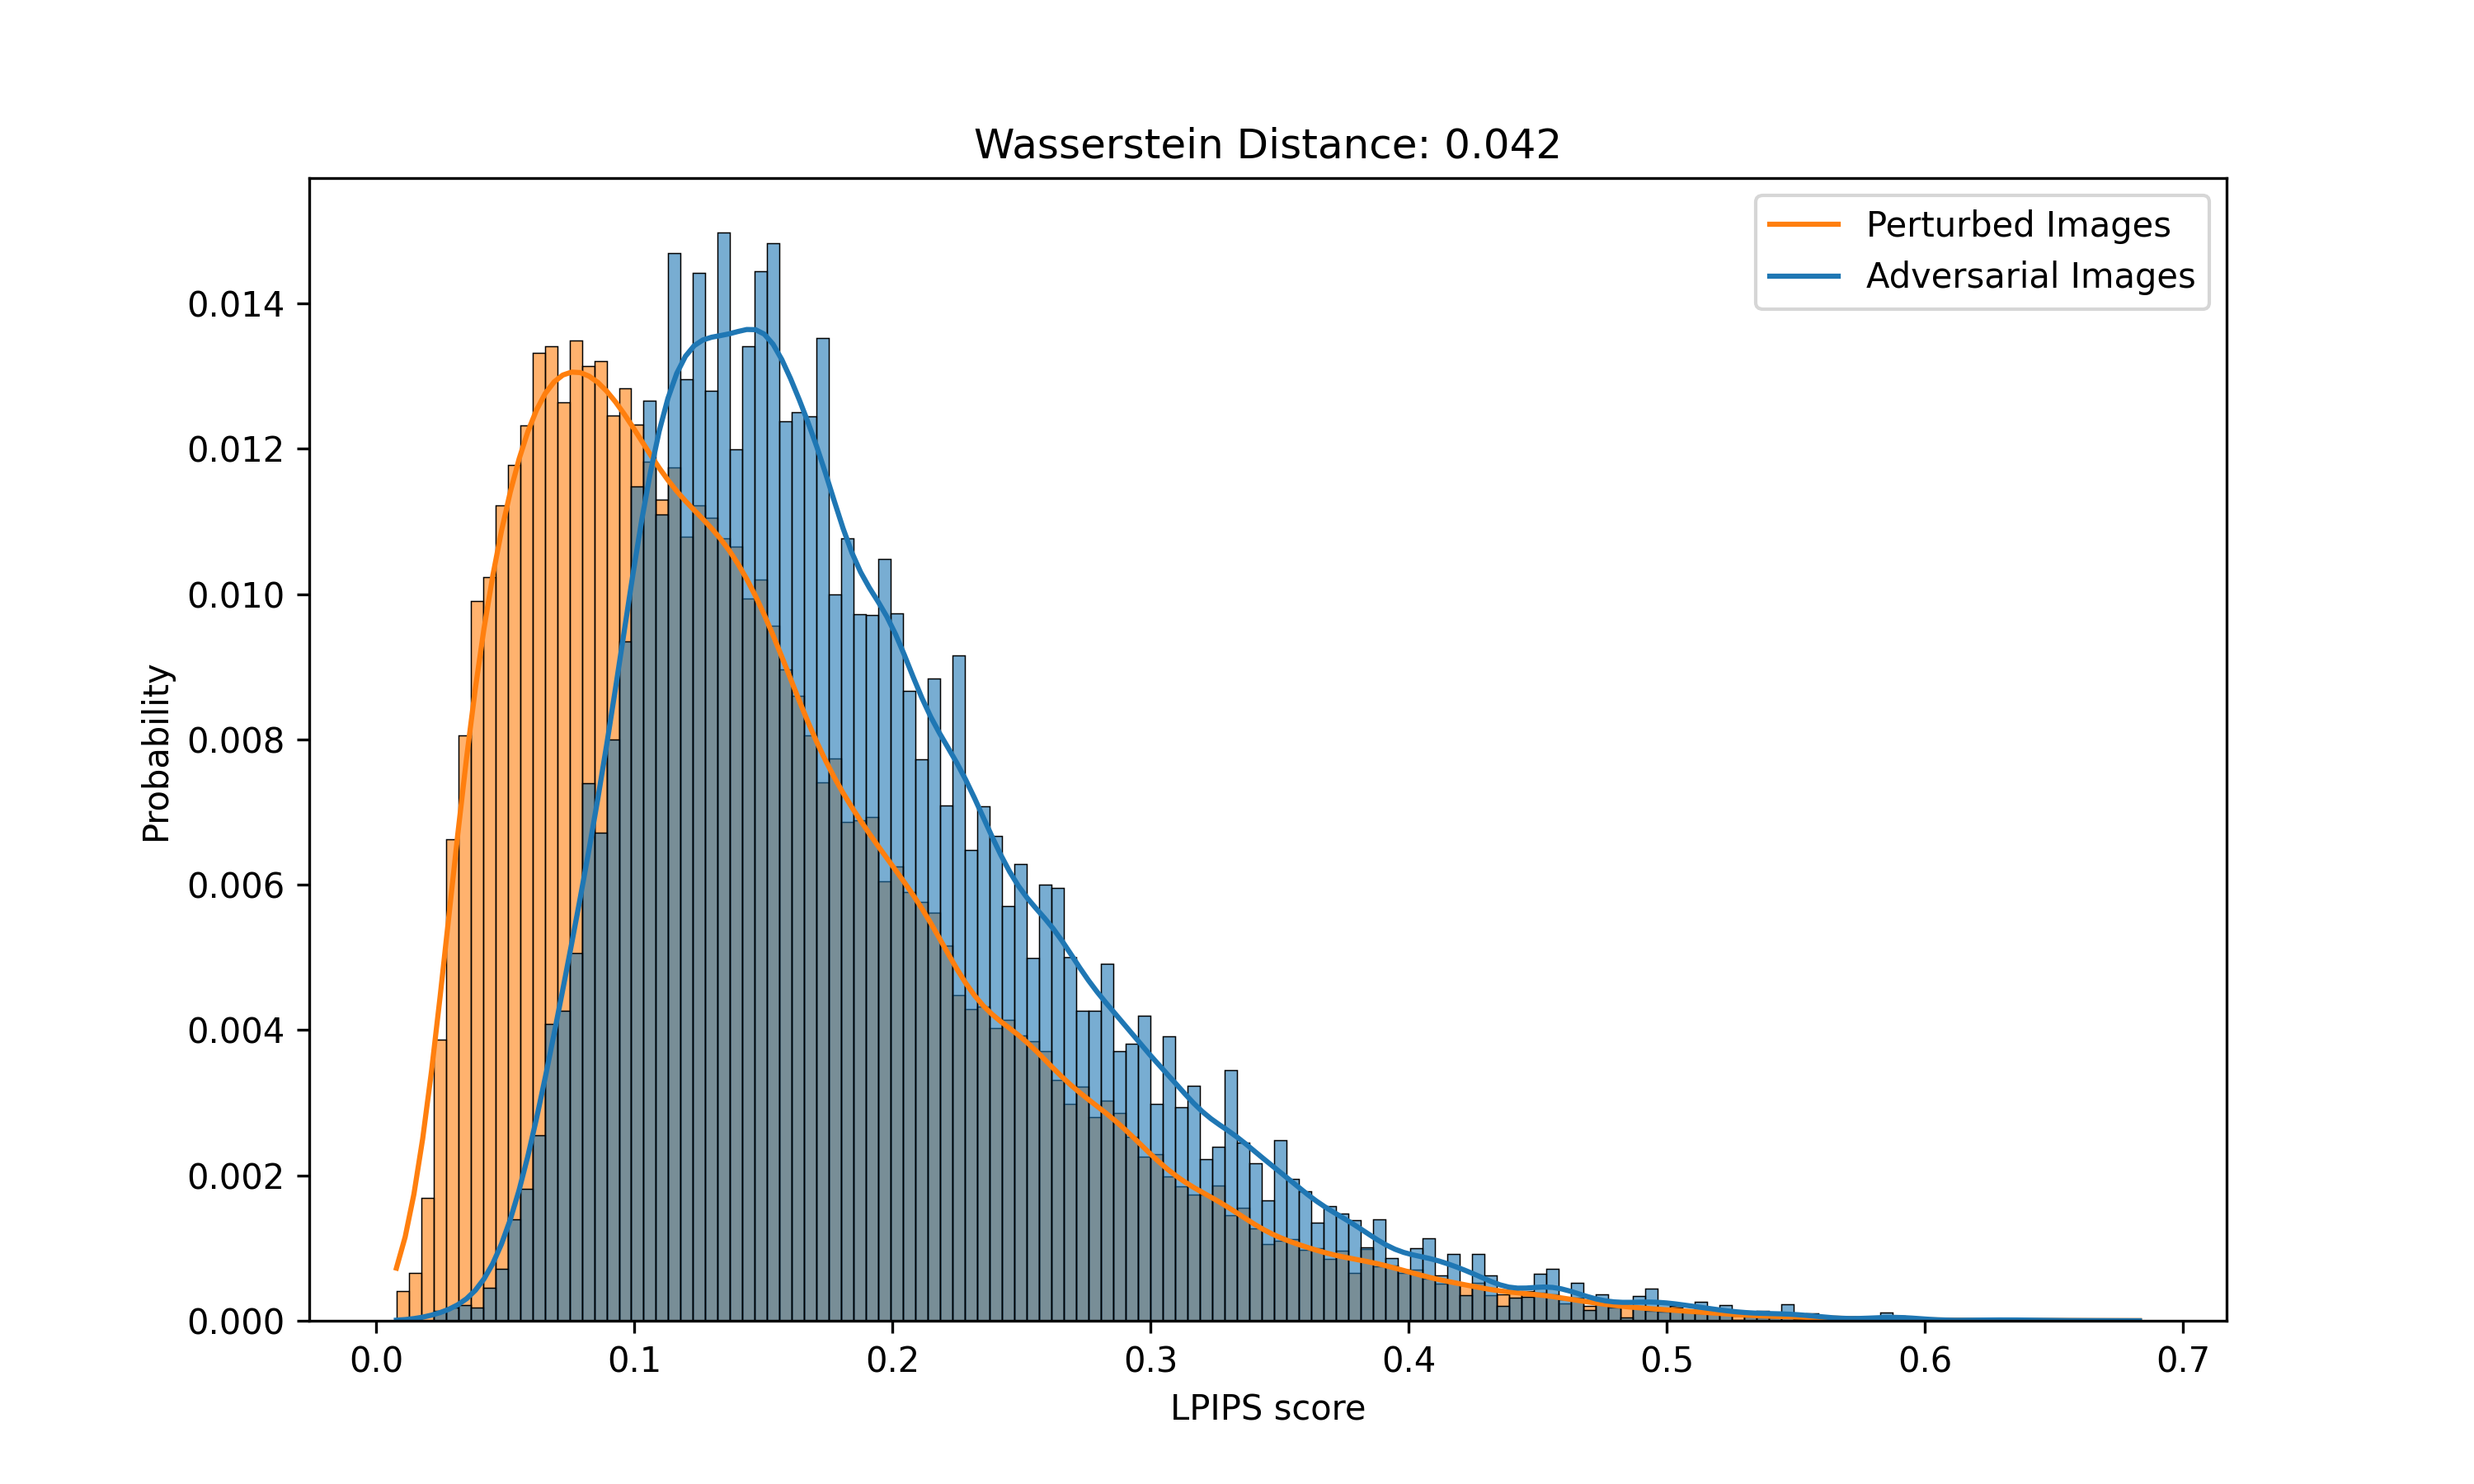 Wasserstein Distance: 0.042
Perturbed Images
Adversarial Images
0.014
0.012
0.010
0.008
0.006
0.004
0.002
0.000
Probability
0.0 0.1 0.2 0.3 0.4 0.5 0.6 0.7
LPIPS score